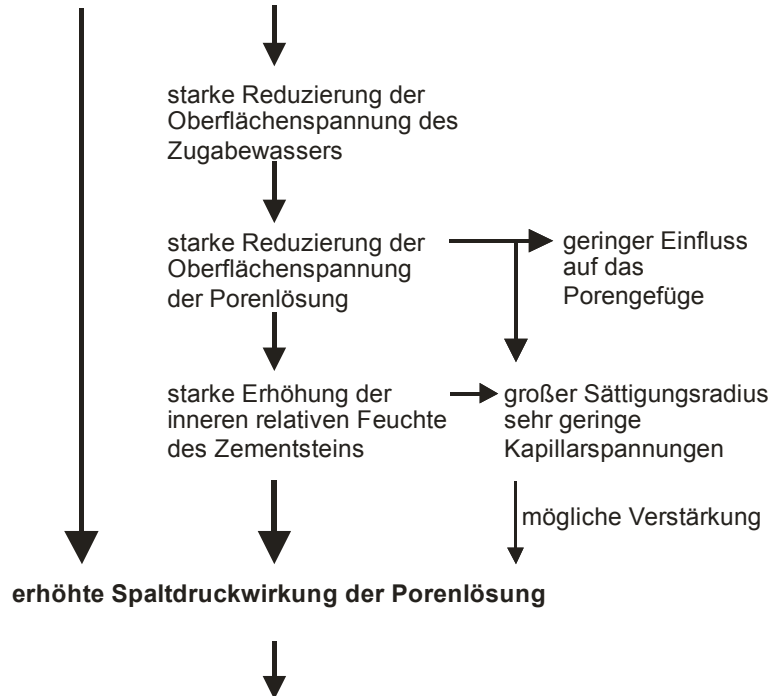 starke Reduzierung der
Oberflächenspannung des
Zugabewassers
starke Reduzierung der
Oberflächenspannung
der Porenlösung
geringer Einfluss
auf das
Porengefüge
starke Erhöhung der
inneren relativen Feuchte
des Zementsteins
großer Sättigungsradius
sehr geringe
Kapillarspannungen
mögliche Verstärkung
erhöhte Spaltdruckwirkung der Porenlösung